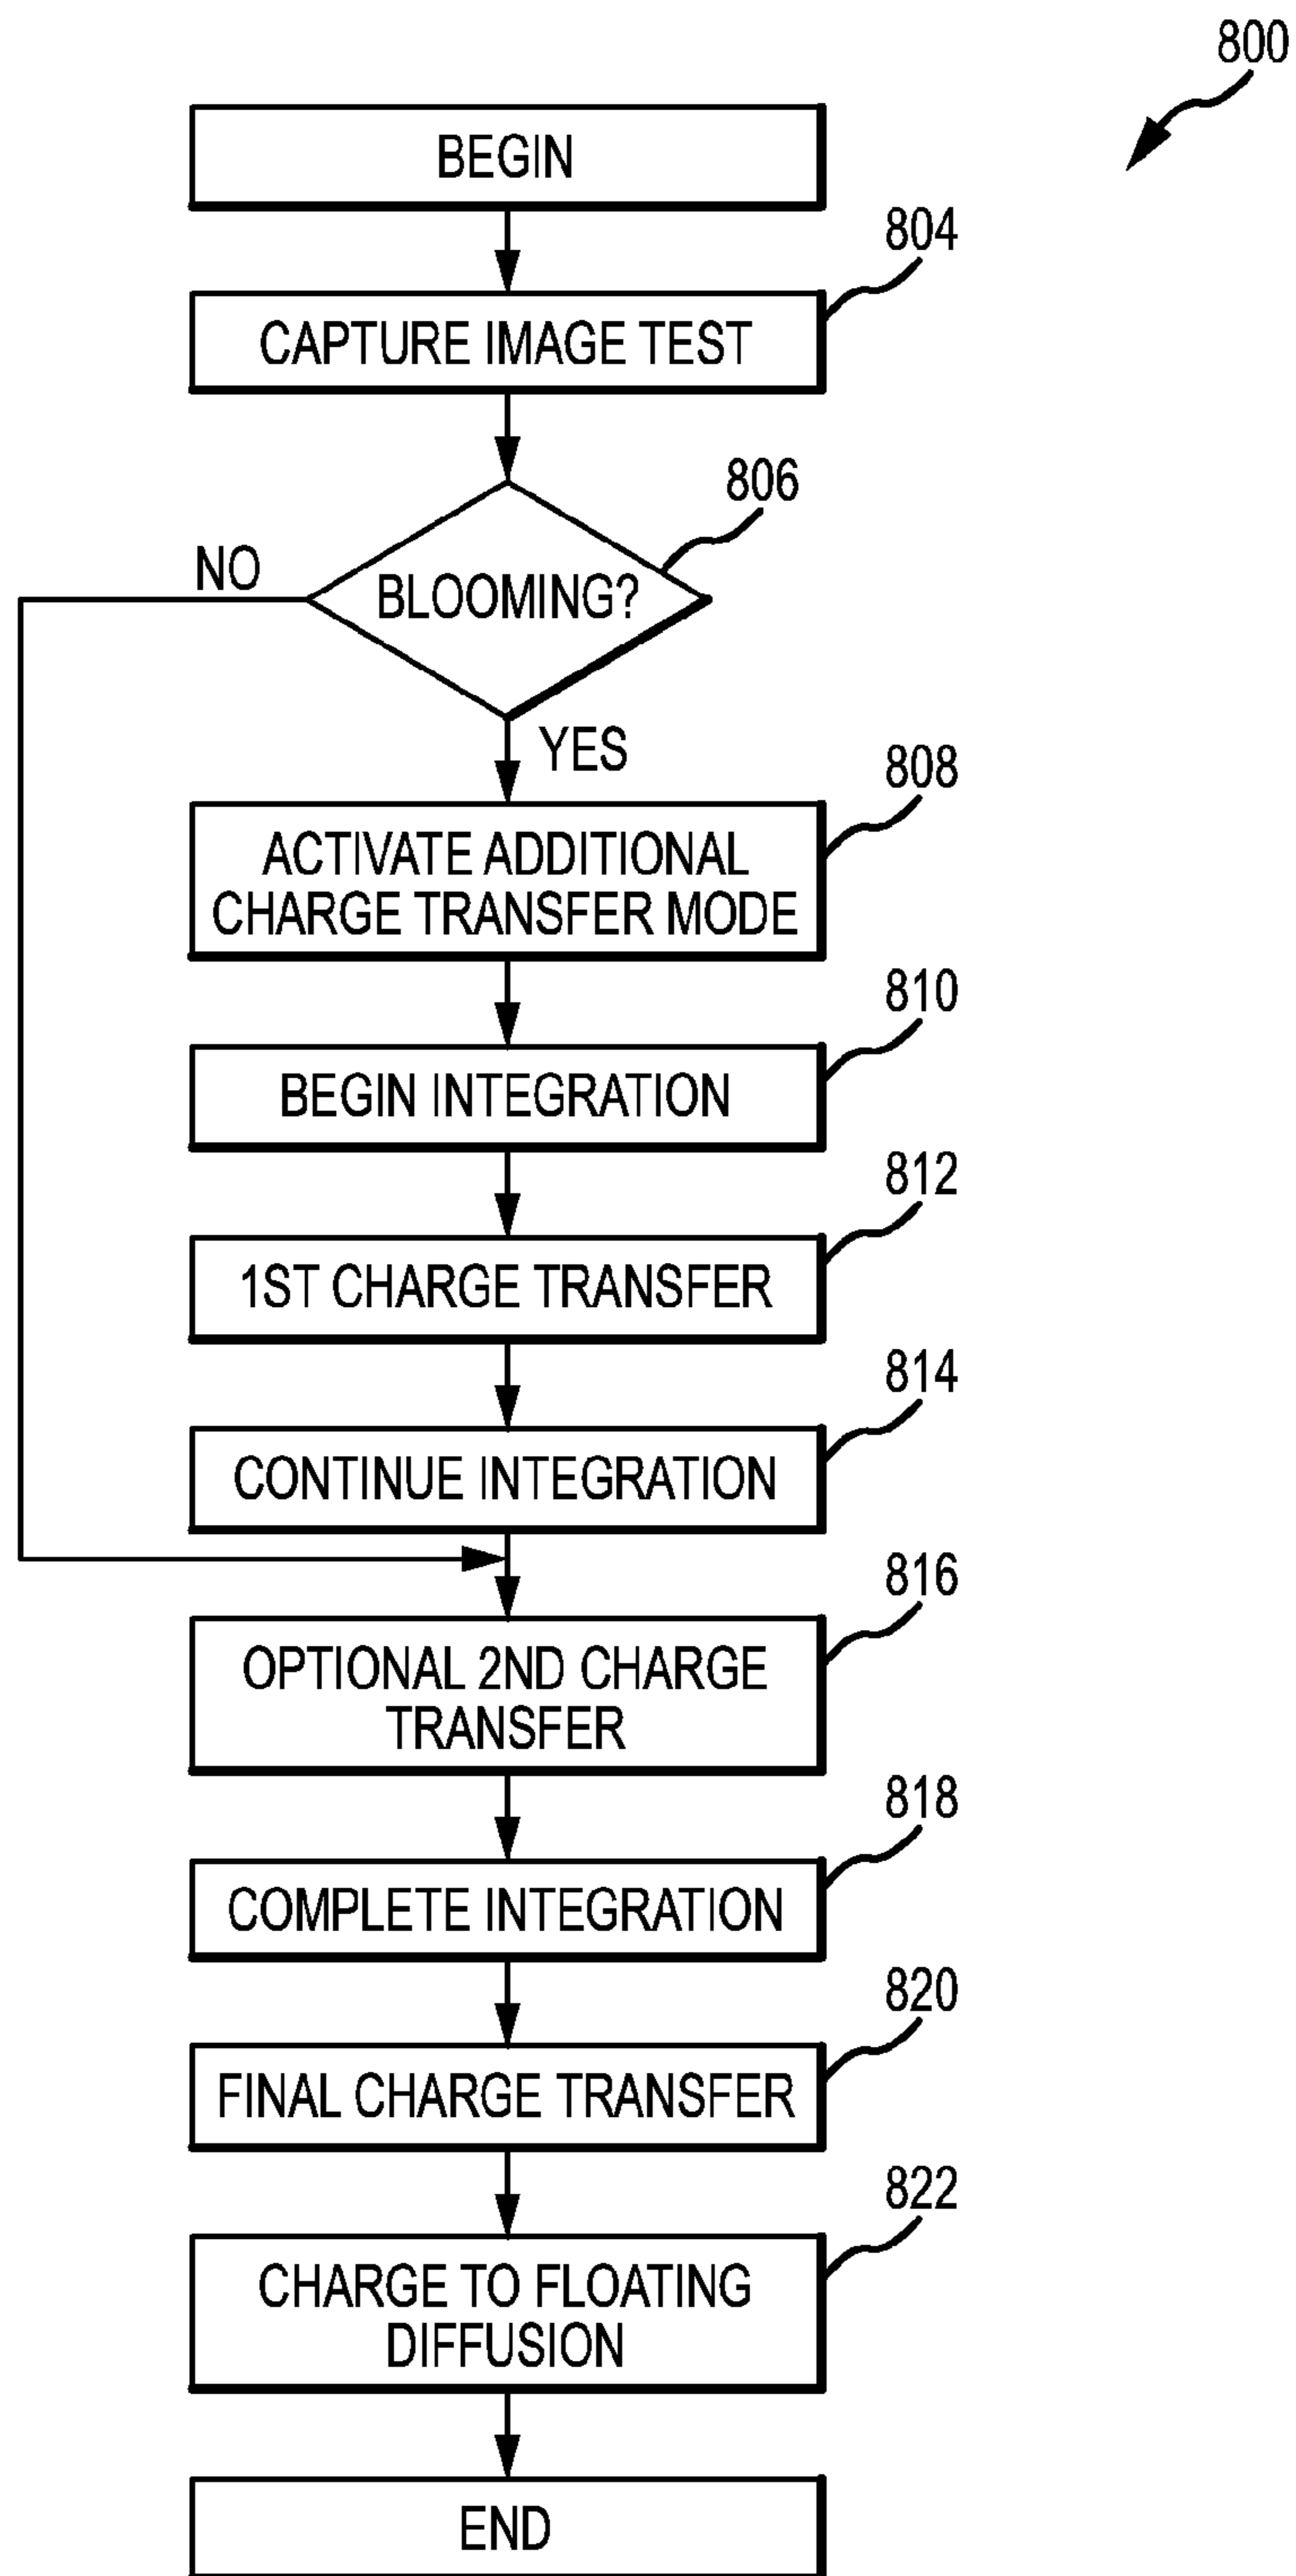 800
BEGIN
804
CAPTURE IMAGE TEST
806
NO
BLOOMING?
YES
808
ACTIVATE ADDITIONAL
CHARGE TRANSFER MODE
810
BEGIN INTEGRATION
812
1ST CHARGE TRANSFER
814
CONTINUE INTEGRATION
816
OPTIONAL 2ND CHARGE
TRANSFER
818
COMPLETE INTEGRATION
820
FINAL CHARGE TRANSFER
822
CHARGE TO FLOATING
DIFFUSION
END